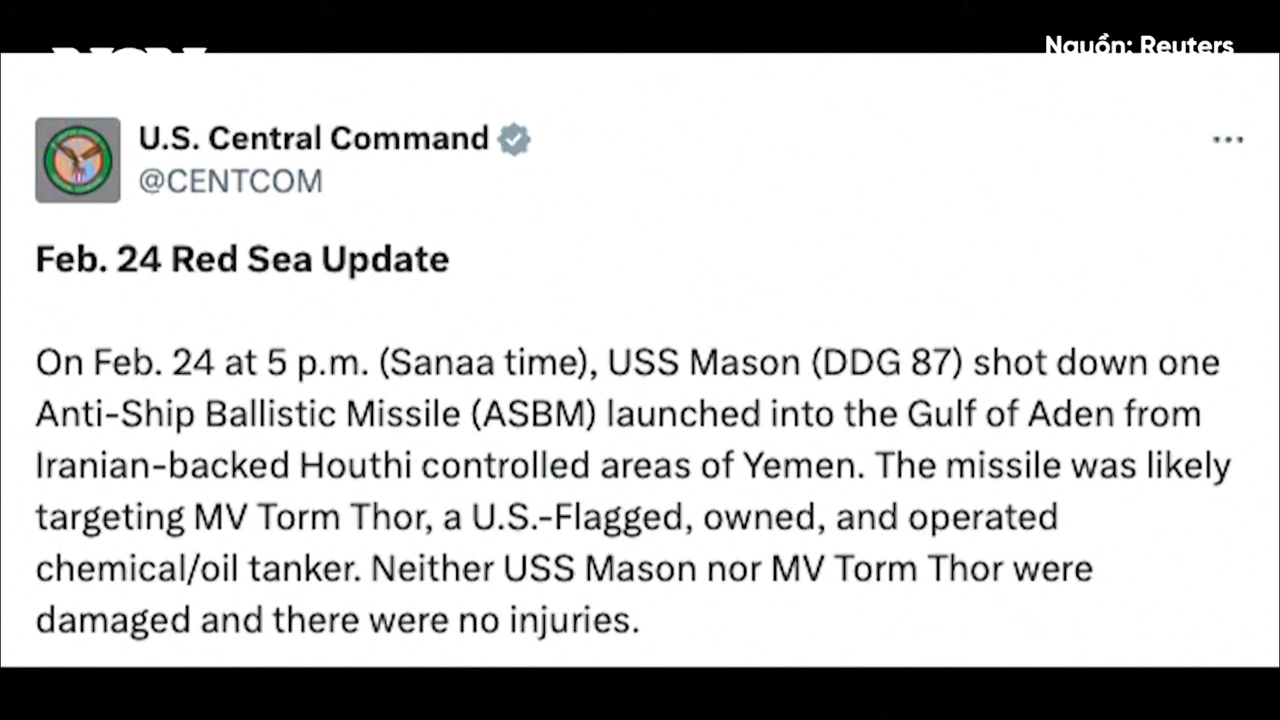 Nguồn: Reuters
U.S. Central Command
@CENTCOM
Feb. 24 Red Sea Update
On Feb. 24 at 5 p.m. (Sanaa time), USS Mason (DDG 87) shot down one
Anti-Ship Ballistic Missile (ASBM) launched into the Gulf of Aden from
Iranian-backed Houthi controlled areas of Yemen. The missile was likely
targeting MV Torm Thor, a U.S.-Flagged, owned, and operated
chemical/oil tanker. Neither USS Mason nor MV Torm Thor were
damaged and there were no injuries.